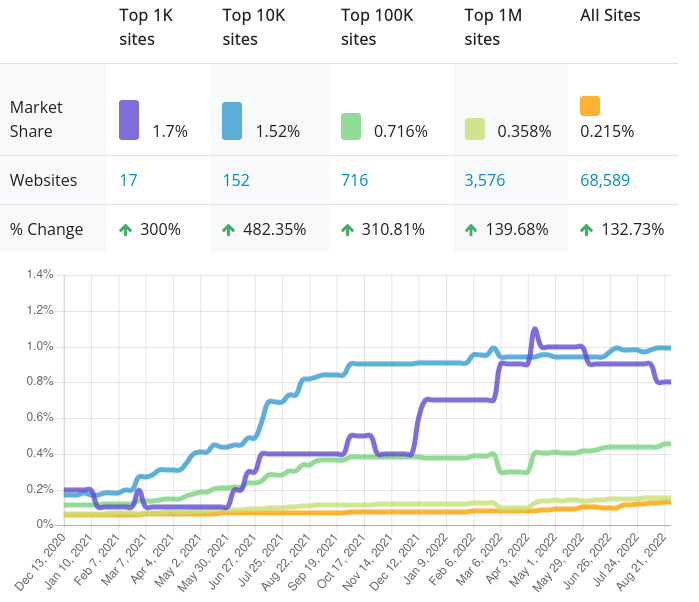 Top 1K sites Top 10K sites Top 100K sites Top 1M sites All Sites
Market Share 1.7% 1.52% 0.716% 0.358% 0.215%
Websites 17 152 716 3,576 68,589
% Change 300% 482.35% 310.81% 139.68% 132.73%
1.4%
1.2%
1.0%
0.8%
0.6%
0.4%
0.2%
0%
Dec 13, 2020
Jan 10, 2021
Feb 7, 2021
Mar 7, 2021
Apr 4, 2021
May 2, 2021
May 30, 2021
Jun 27, 2021
Jul 25, 2021
Aug 22, 2021
Sep 19, 2021
Oct 17, 2021
Nov 14, 2021
Dec 12, 2021
Jan 9, 2022
Feb 6, 2022
Mar 6, 2022
Apr 3, 2022
May 1, 2022
May 29, 2022
Jun 26, 2022
Jul 24, 2022
Aug 21, 2022